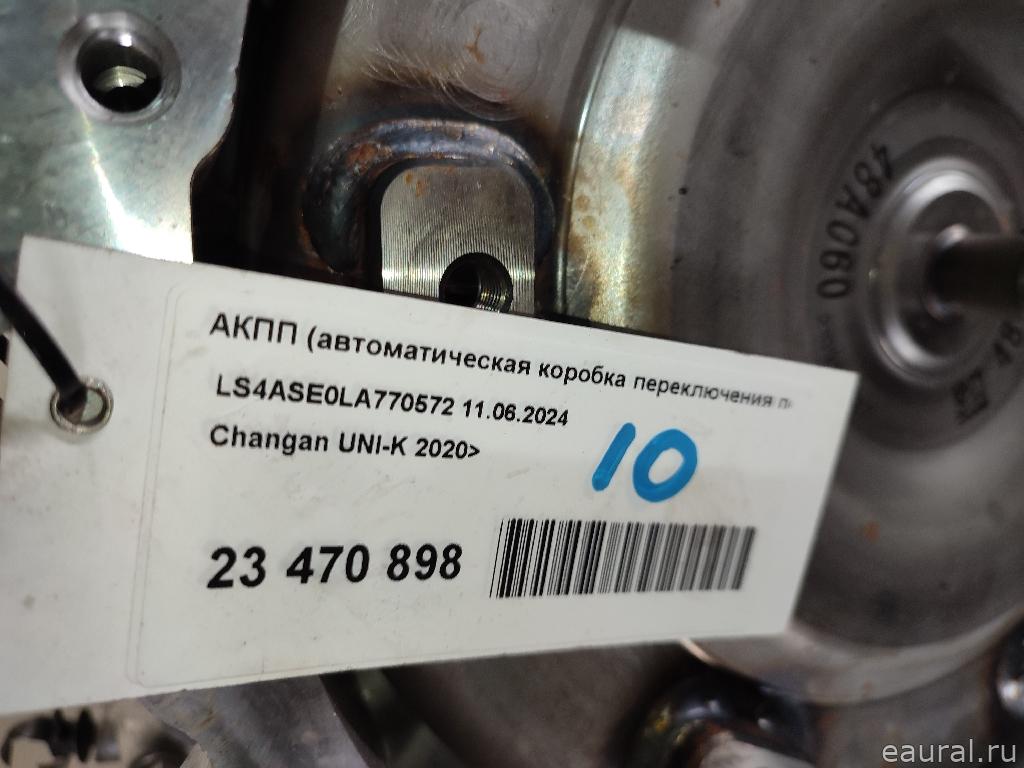 48A060
АКПП (автоматическая коробка переключения
LS4ASE0LA770572 11.06.2024
Changan UNI-K 2020>
10
23 470 898
eaural.ru